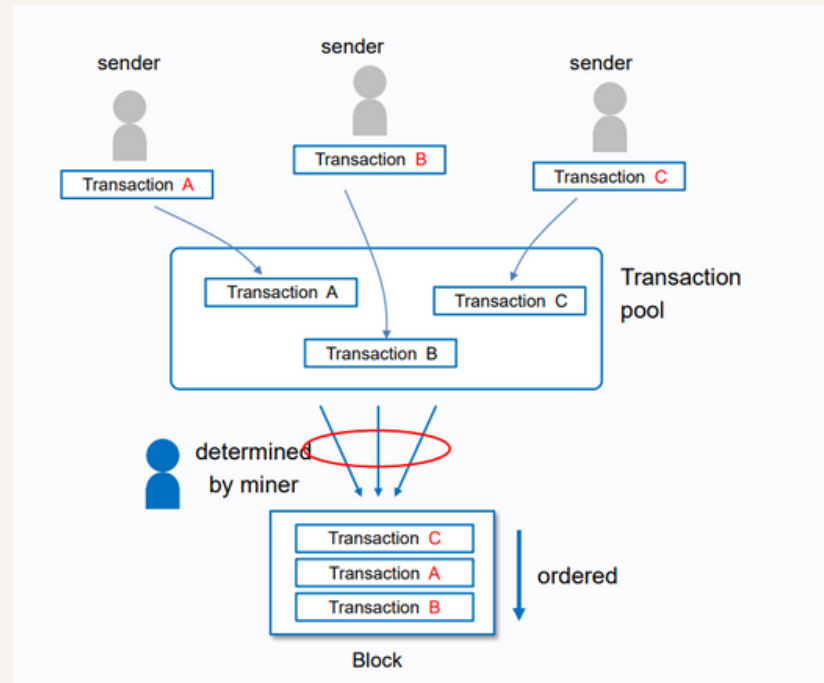 sender
sender
sender
Transaction A
Transaction B
Transaction C
Transaction A
Transaction C
Transaction B
Transaction
pool
determined
by miner
Transaction C
Transaction A
Transaction B
ordered
Block